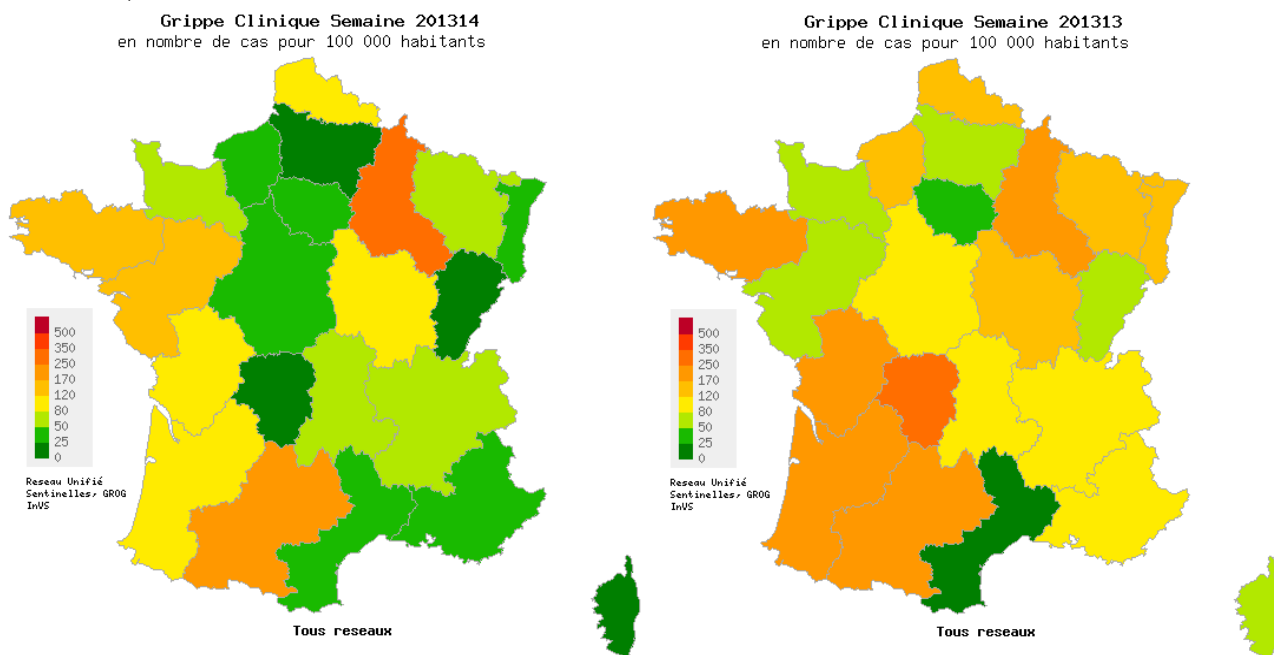 Grippe Clinique Semaine 201314
en nombre de cas pour 100 000 habitants
500
350
250
170
120
80
50
25
0
Reseau Unifié
Sentinelles, GROG
InVS
Tous reseaux
Grippe Clinique Semaine 201313
en nombre de cas pour 100 000 habitants
500
350
250
170
120
80
50
25
0
Reseau Unifié
Sentinelles, GROG
InVS
Tous reseaux